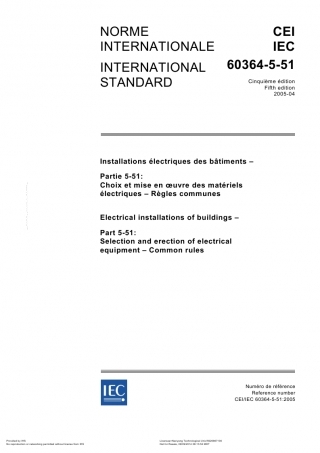 NORME
INTERNATIONALE
INTERNATIONAL
STANDARD
CEI
IEC
60364-5-51
Cinquième édition
Fifth edition
2005-04
Installations électriques des bâtiments –
Partie 5-51:
Choix et mise en œuvre des matériels
électriques – Règles communes
Electrical installations of buildings –
Part 5-51:
Selection and erection of electrical
equipment – Common rules
IEC
Numéro de référence
Reference number
CEI/IEC 60364-5-51:2005